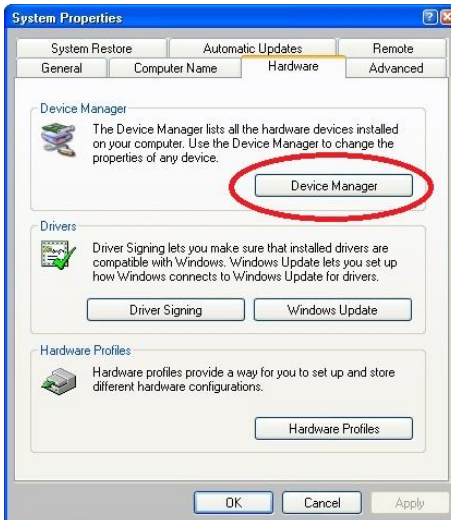 System Properties
System Restore Automatic Updates Remote
General Computer Name Hardware Advanced
Device Manager
The Device Manager lists all the hardware devices installed
on your computer. Use the Device Manager to change the
properties of any device.
Device Manager
Drivers
Driver Signing lets you make sure that installed drivers are
compatible with Windows. Windows Update lets you set up
how Windows connects to Windows Update for drivers.
Driver Signing Windows Update
Hardware Profiles
Hardware profiles provide a way for you to set up and store
different hardware configurations.
Hardware Profiles
OK Cancel Apply